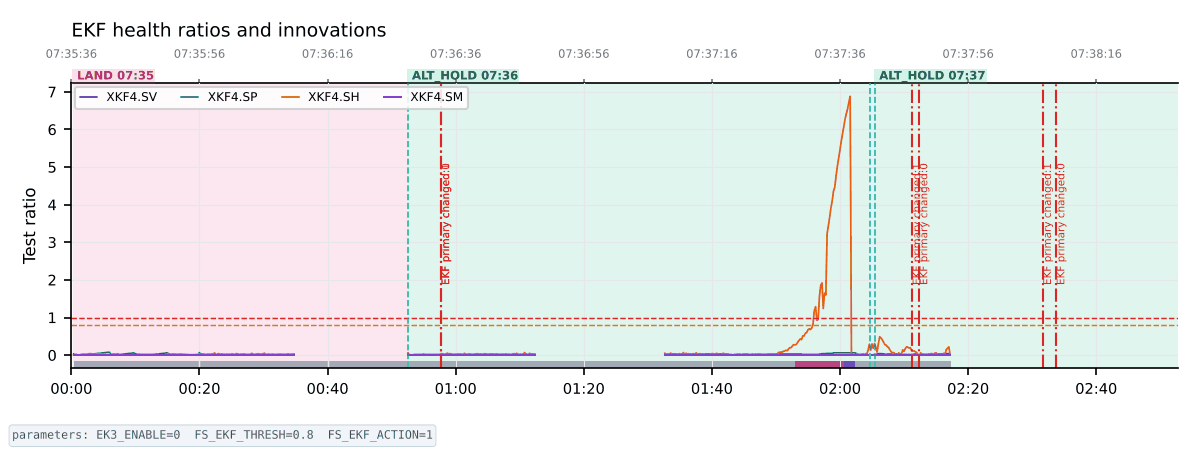 EKF health ratios and innovations
07:35:36 07:35:56 07:36:16 07:36:36 07:36:56 07:37:16 07:37:36 07:37:56 07:38:16
LAND 07:35 ALT_HOLD 07:36 ALT_HOLD 07:37
XKF4.SV XKF4.SP XKF4.SH XKF4.SM
7
6
5
4
3
2
1
0
Test ratio
EKF primary changed:0
EKF primary changed:1
EKF primary changed:0
EKF primary changed:1
EKF primary changed:0
00:00 00:20 00:40 01:00 01:20 01:40 02:00 02:20 02:40
parameters: EK3_ENABLE=0 FS_EKF_THRESH=0.8 FS_EKF_ACTION=1